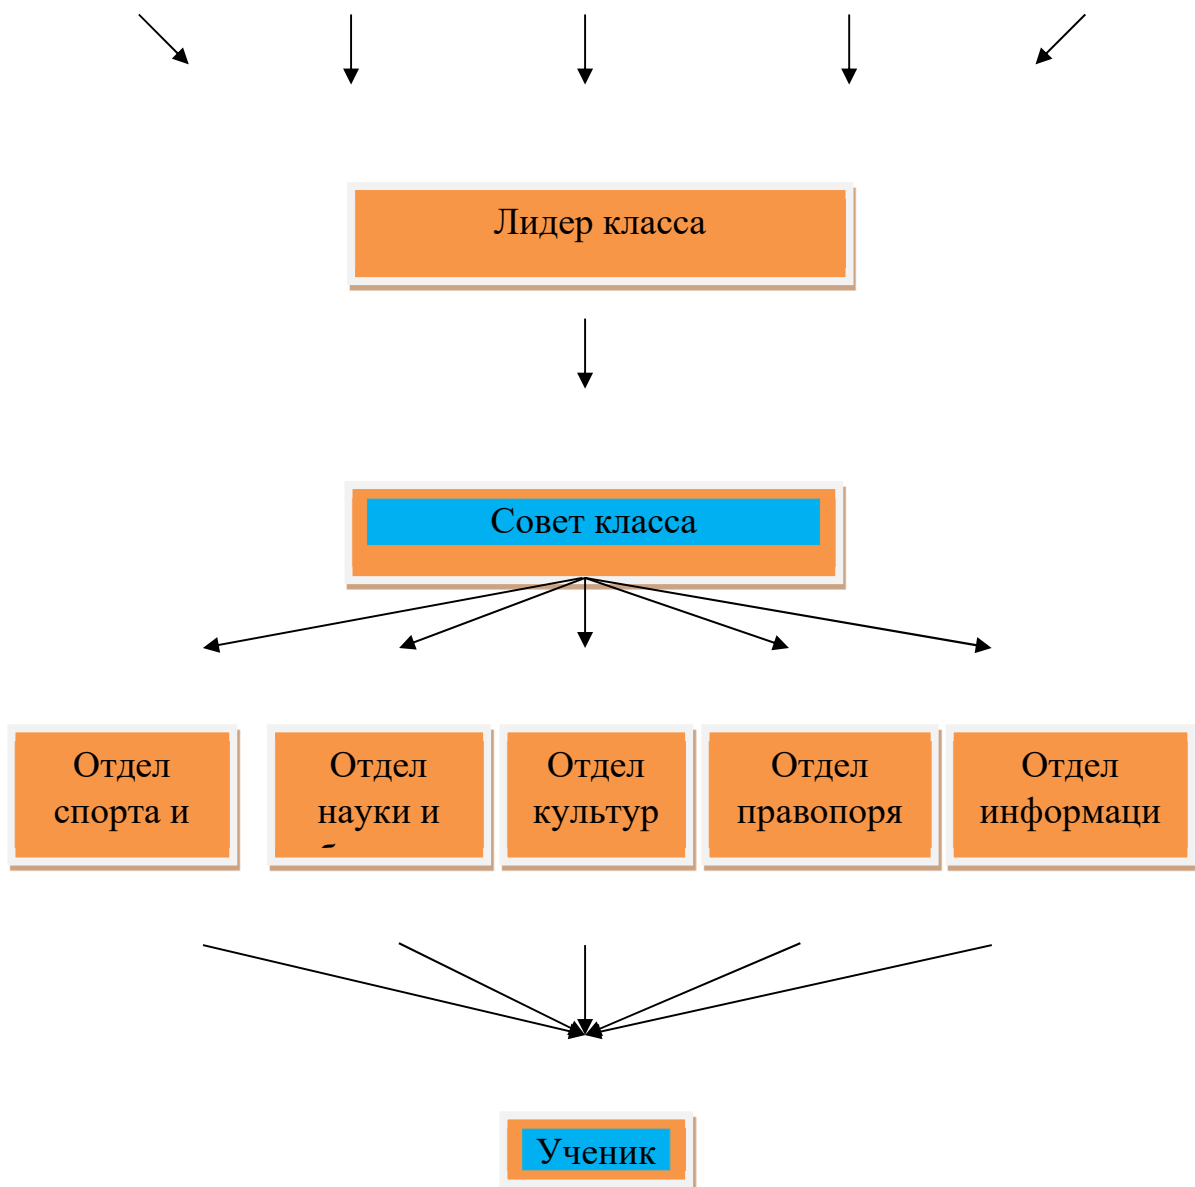 Лидер класса
Совет класса
Отдел
спорта и
Отдел
науки и
Отдел
культур
Отдел
правопоря
Отдел
информаци
Ученик